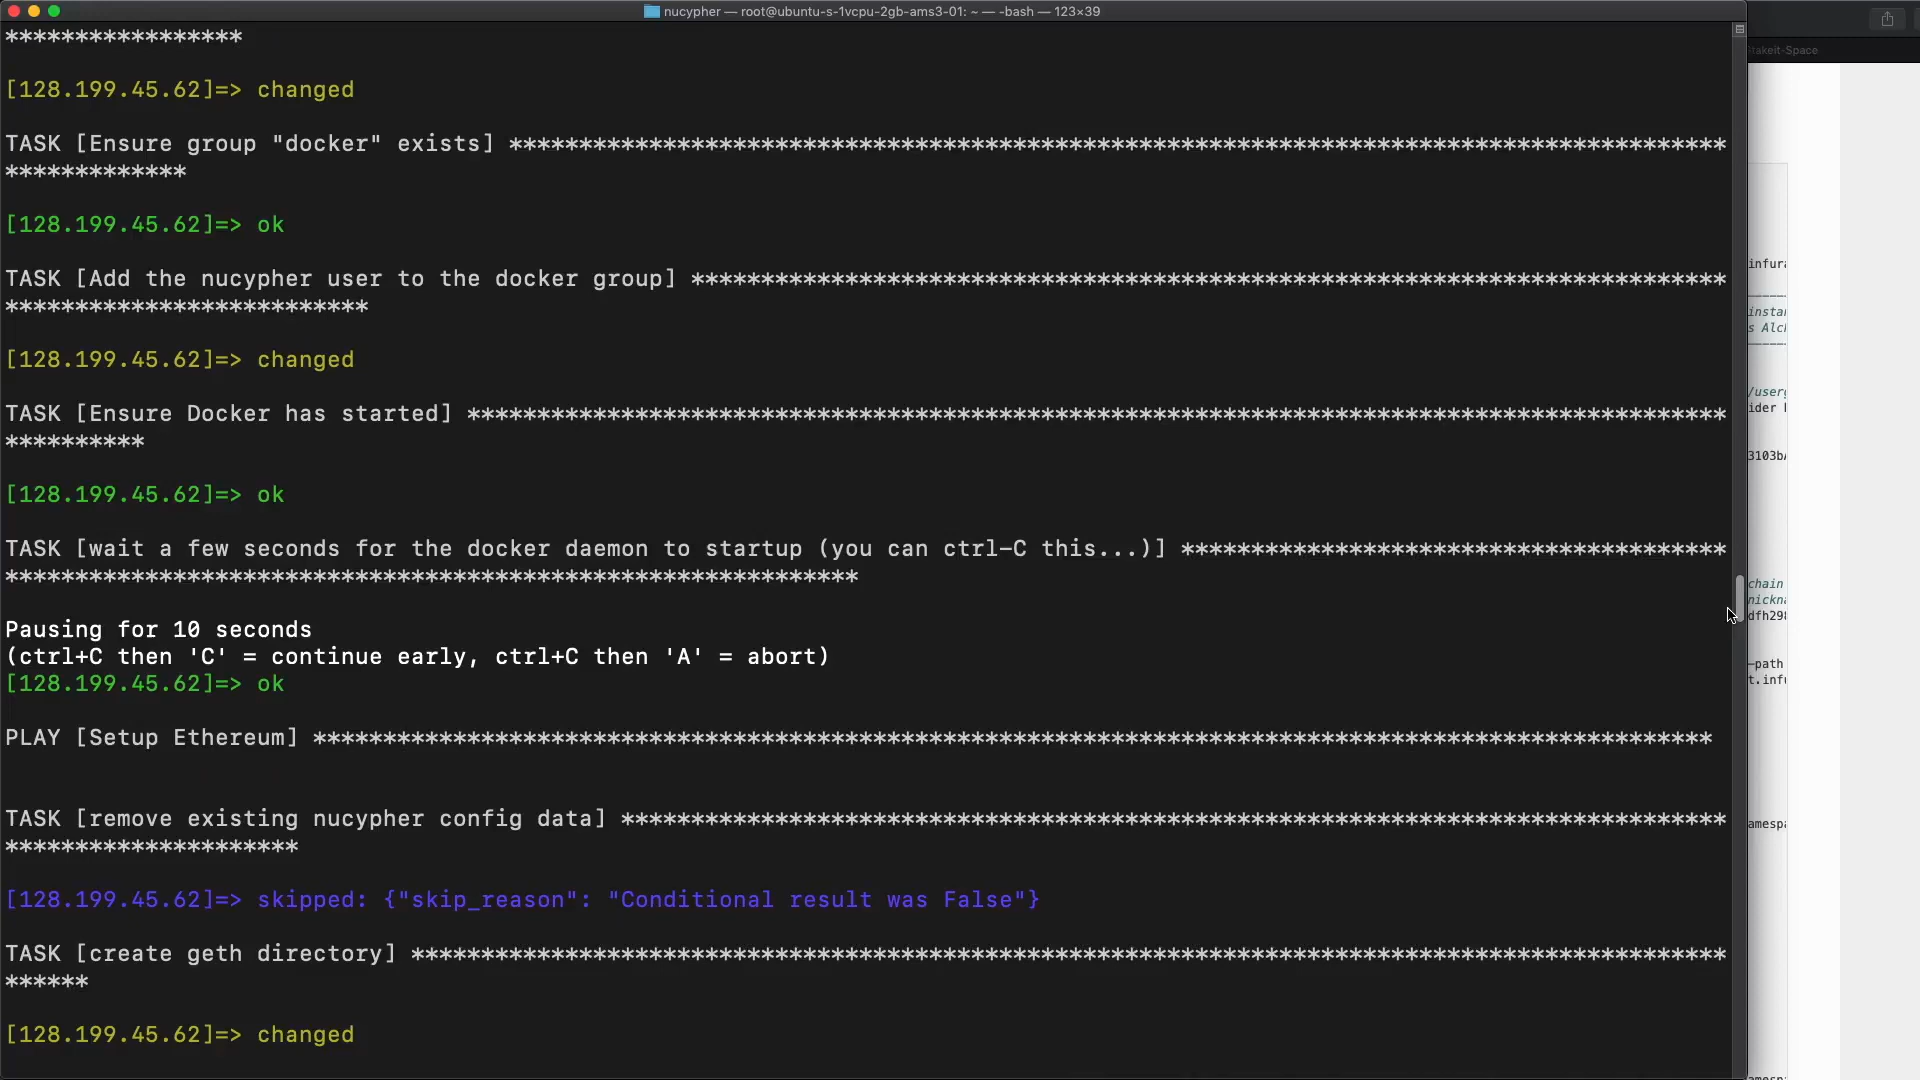 nucypher — root@ubuntu-s-1vcpu-2gb-ams3-01: ~ — -bash — 123×39
*****************
[128.199.45.62]=> changed
TASK [Ensure group "docker" exists] ***************************************************************************************
*************
[128.199.45.62]=> ok
TASK [Add the nucypher user to the docker group] **************************************************************************
**************************
[128.199.45.62]=> changed
TASK [Ensure Docker has started] ******************************************************************************************
**********
[128.199.45.62]=> ok
TASK [wait a few seconds for the docker daemon to startup (you can ctrl-C this...)] ***************************************
*************************************************************
Pausing for 10 seconds
(ctrl+C then 'C' = continue early, ctrl+C then 'A' = abort)
[128.199.45.62]=> ok
PLAY [Setup Ethereum] ****************************************************************************************************
TASK [remove existing nucypher config data] *******************************************************************************
*********************
[128.199.45.62]=> skipped: {"skip_reason": "Conditional result was False"}
TASK [create geth directory] **********************************************************************************************
******
[128.199.45.62]=> changed
takeit-Space